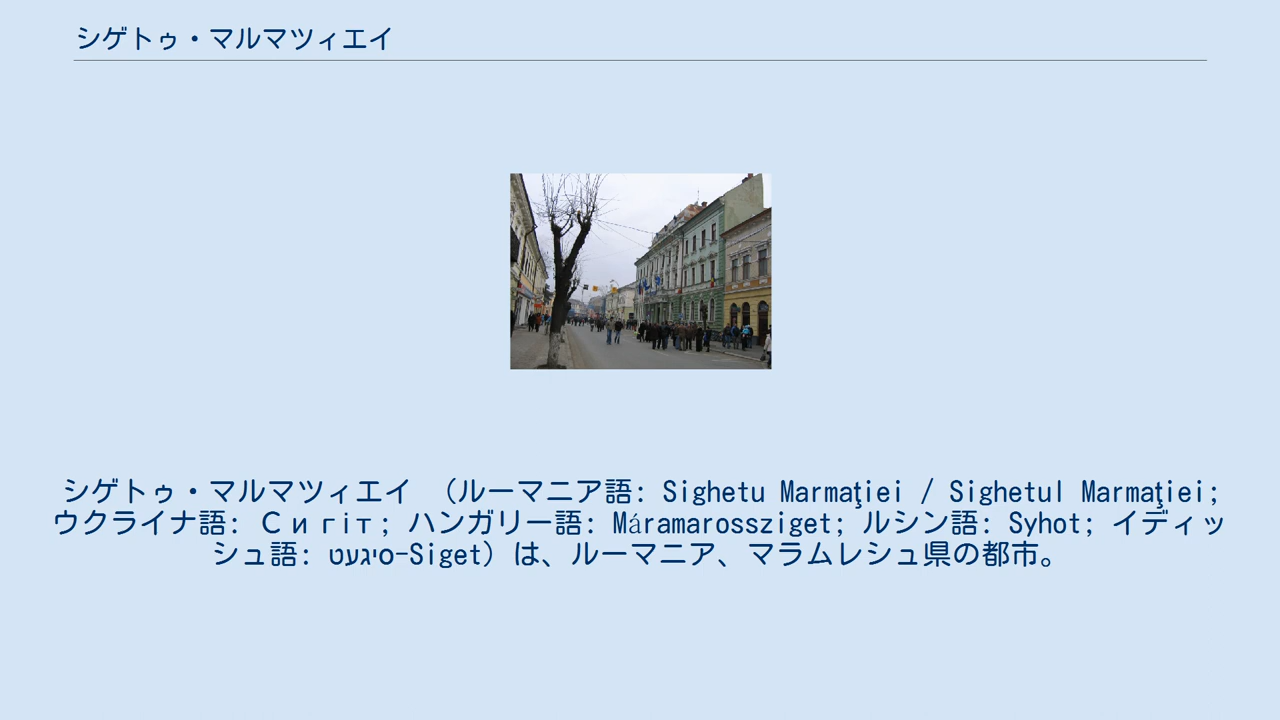 シゲトゥ・マルマツィエイ
シゲトゥ・マルマツィエイ （ルーマニア語: Sighetu Marmaţiei / Sighetul Marmaţiei;
ウクライナ語: Сигіт; ハンガリー語: Máramarossziget; ルシン語: Syhot; イディッ
シュ語: סיגעט-Siget）は、ルーマニア、マラムレシュ県の都市。